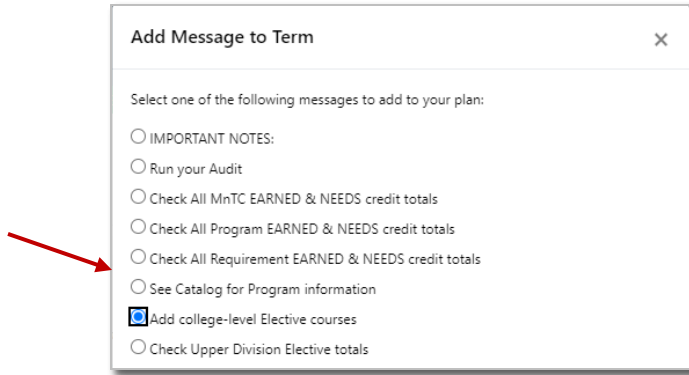 Add Message to Term
Select one of the following messages to add to your plan:
IMPORTANT NOTES:
Run your Audit
Check All MnTC EARNED & NEEDS credit totals
Check All Program EARNED & NEEDS credit totals
Check All Requirement EARNED & NEEDS credit totals
See Catalog for Program information
Add college-level Elective courses
Check Upper Division Elective totals